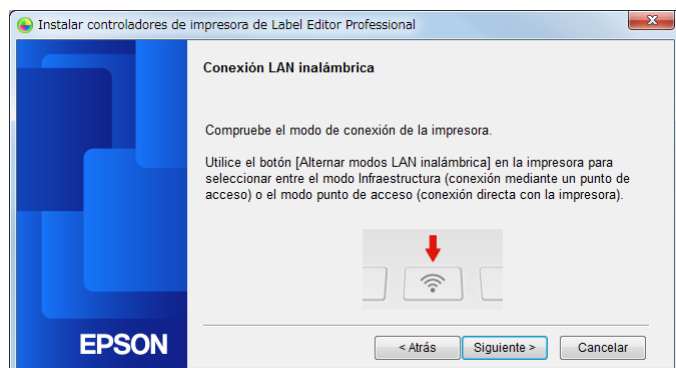 Instalar controladores de impresora de Label Editor Professional
Conexión LAN inalámbrica
Compruebe el modo de conexión de la impresora.
Utilice el botón [Alternar modos LAN inalámbrica] en la impresora para
seleccionar entre el modo Infraestructura (conexión mediante un punto de
acceso) o el modo punto de acceso (conexión directa con la impresora).
EPSON
< Atrás
Siguiente >
Cancelar